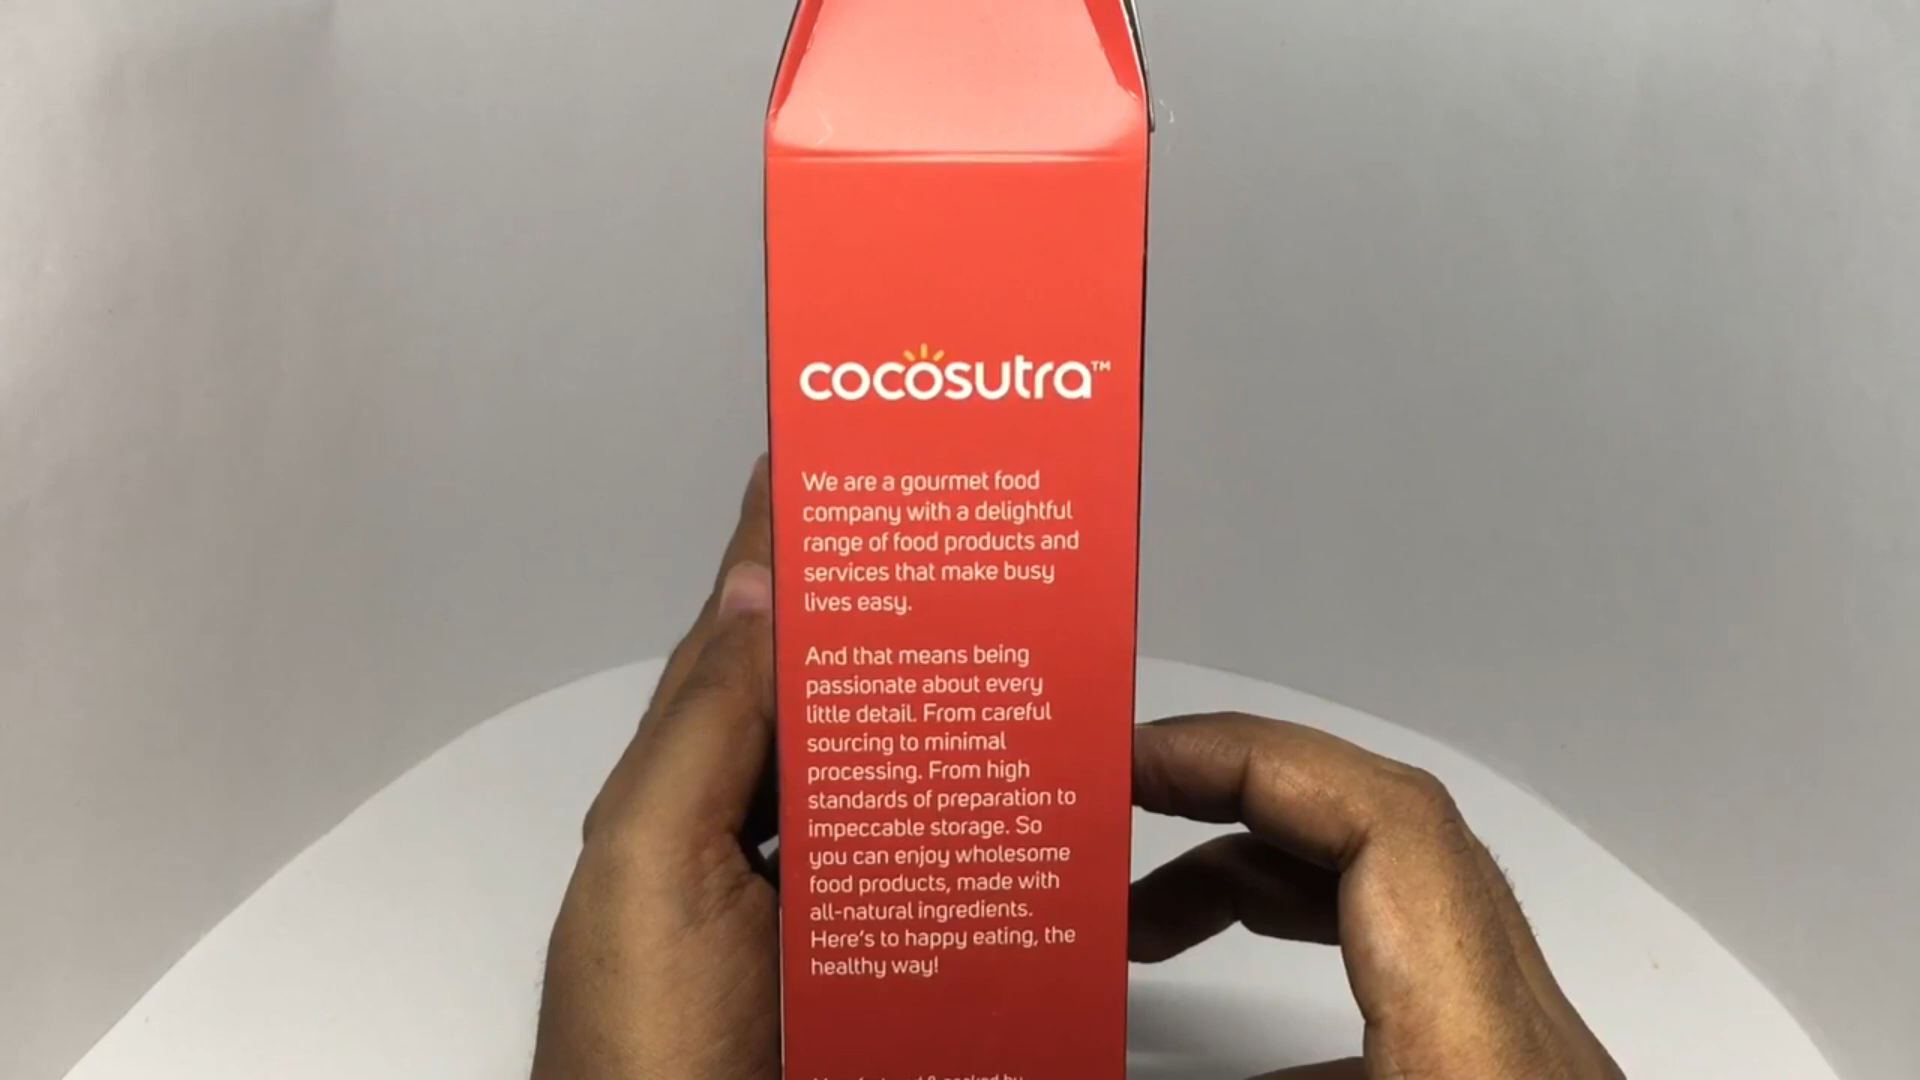 cocosutra™
We are a gourmet food
company with a delightful
range of food products and
services that make busy
lives easy.
And that means being
passionate about every
little detail. From careful
sourcing to minimal
processing. From high
standards of preparation to
impeccable storage. So
you can enjoy wholesome
food products, made with
all-natural ingredients.
Here's to happy eating, the
healthy way!